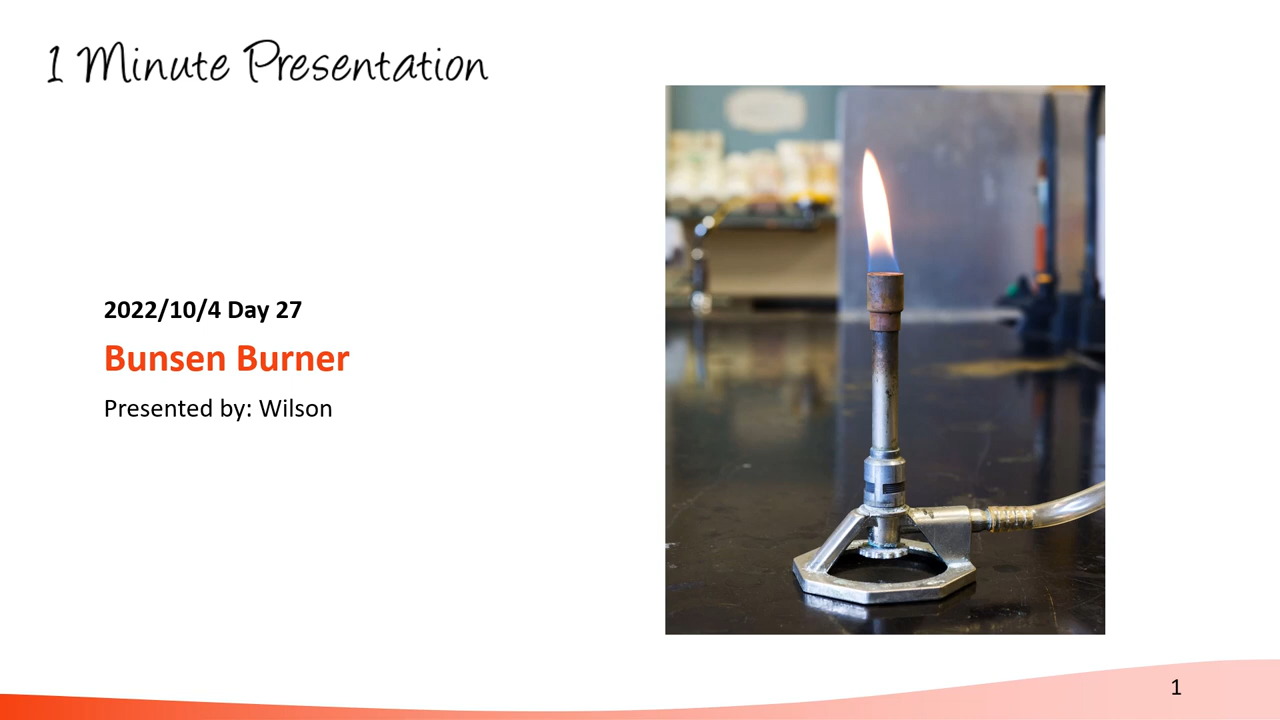 1 Minute Presentation
2022/10/4 Day 27
Bunsen Burner
Presented by: Wilson
1